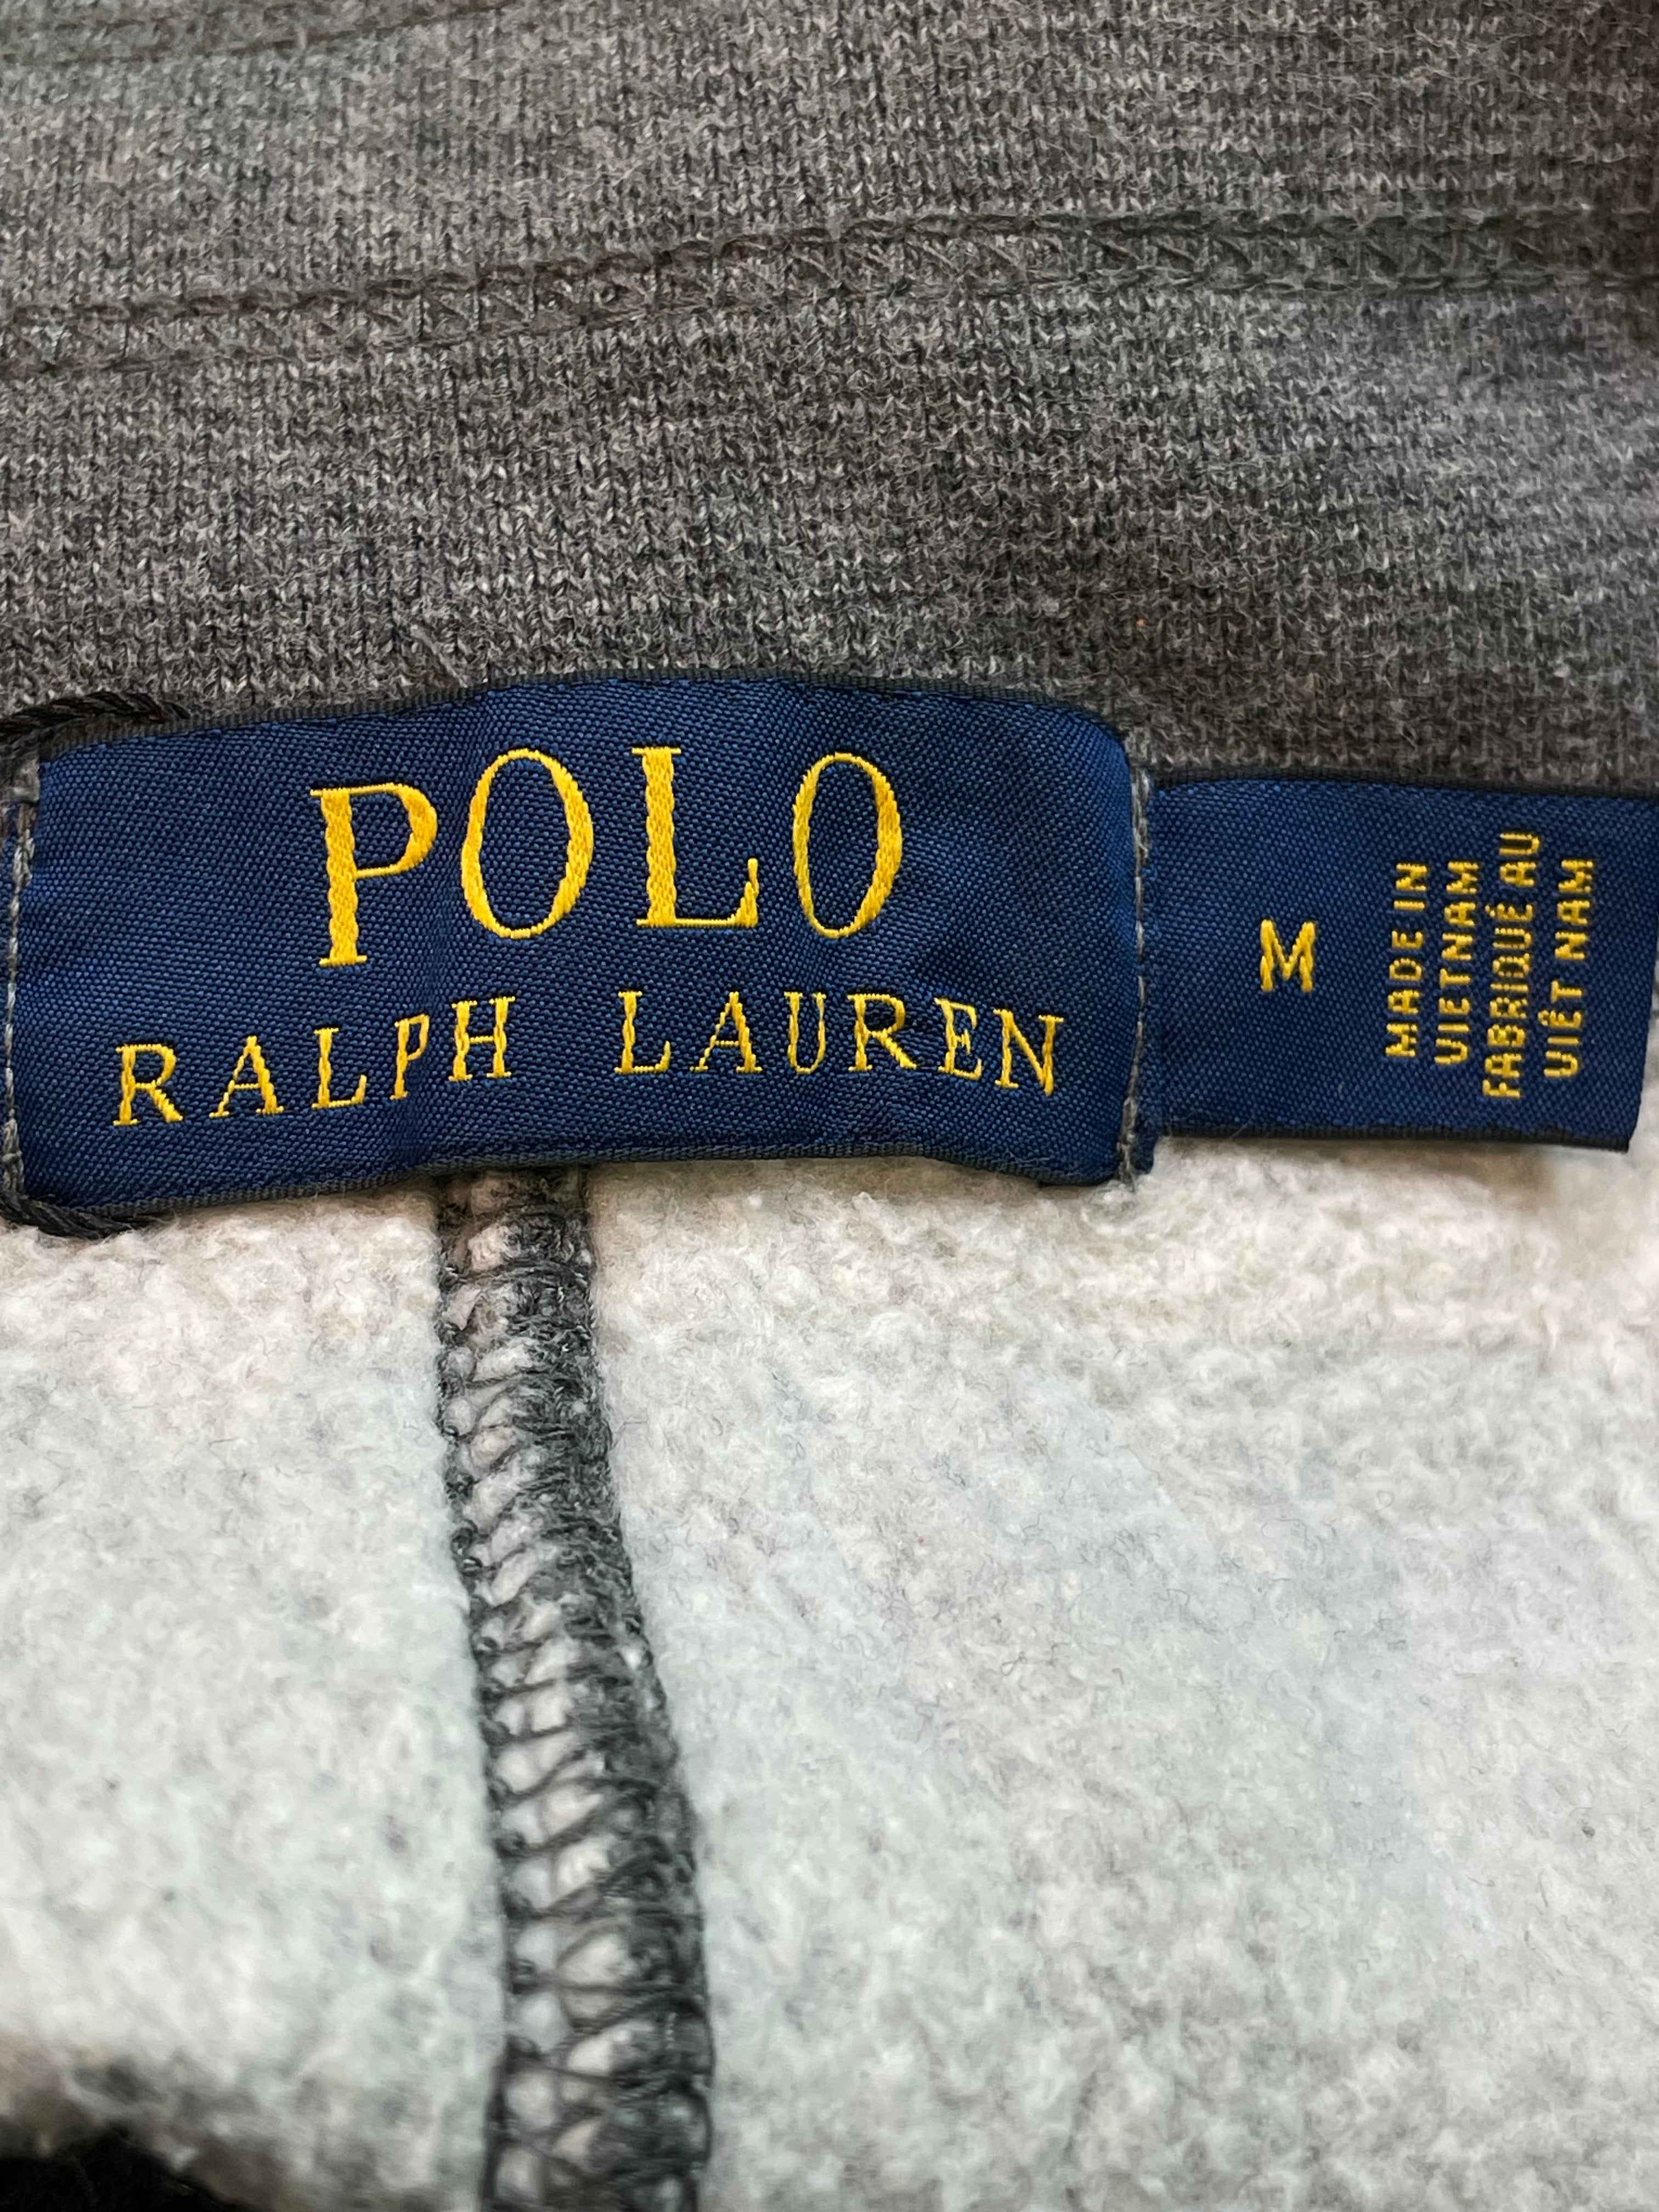 POLO
RALPH LAUREN
M
MADE IN
VIETNAM
FABRIQUÉ AU
VIÊT NAM